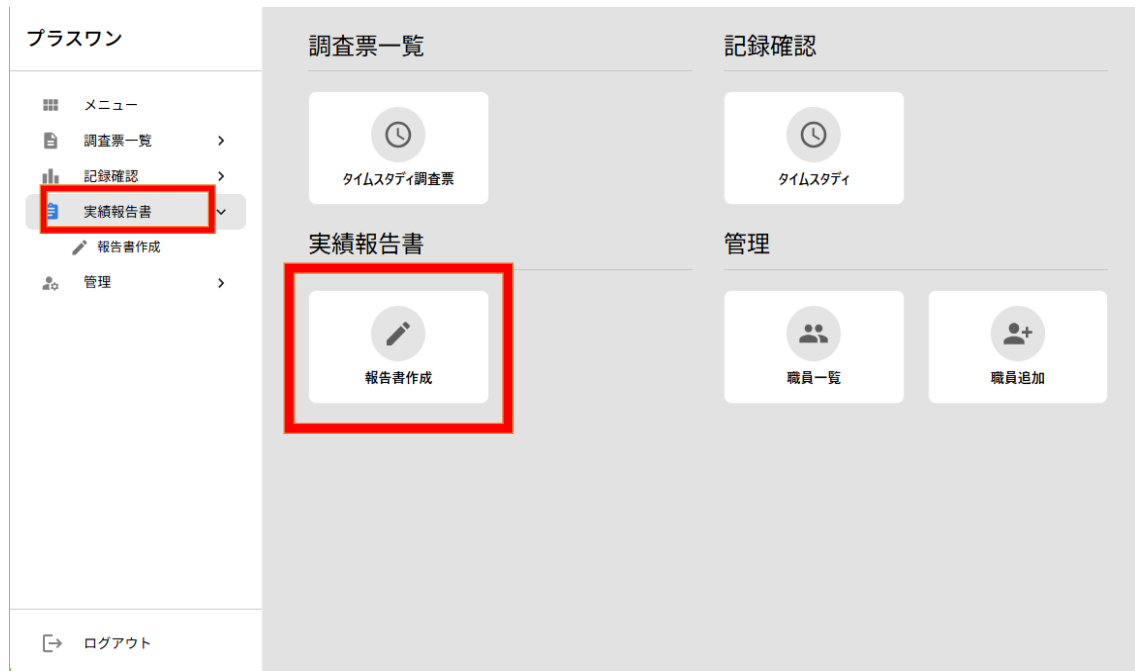 プラスワン
メニュー
調査票一覧
記録確認
実績報告書
報告書作成
管理
ログアウト
調査票一覧
タイムスタディ調査票
記録確認
タイムスタディ
実績報告書
報告書作成
管理
職員一覧
職員追加